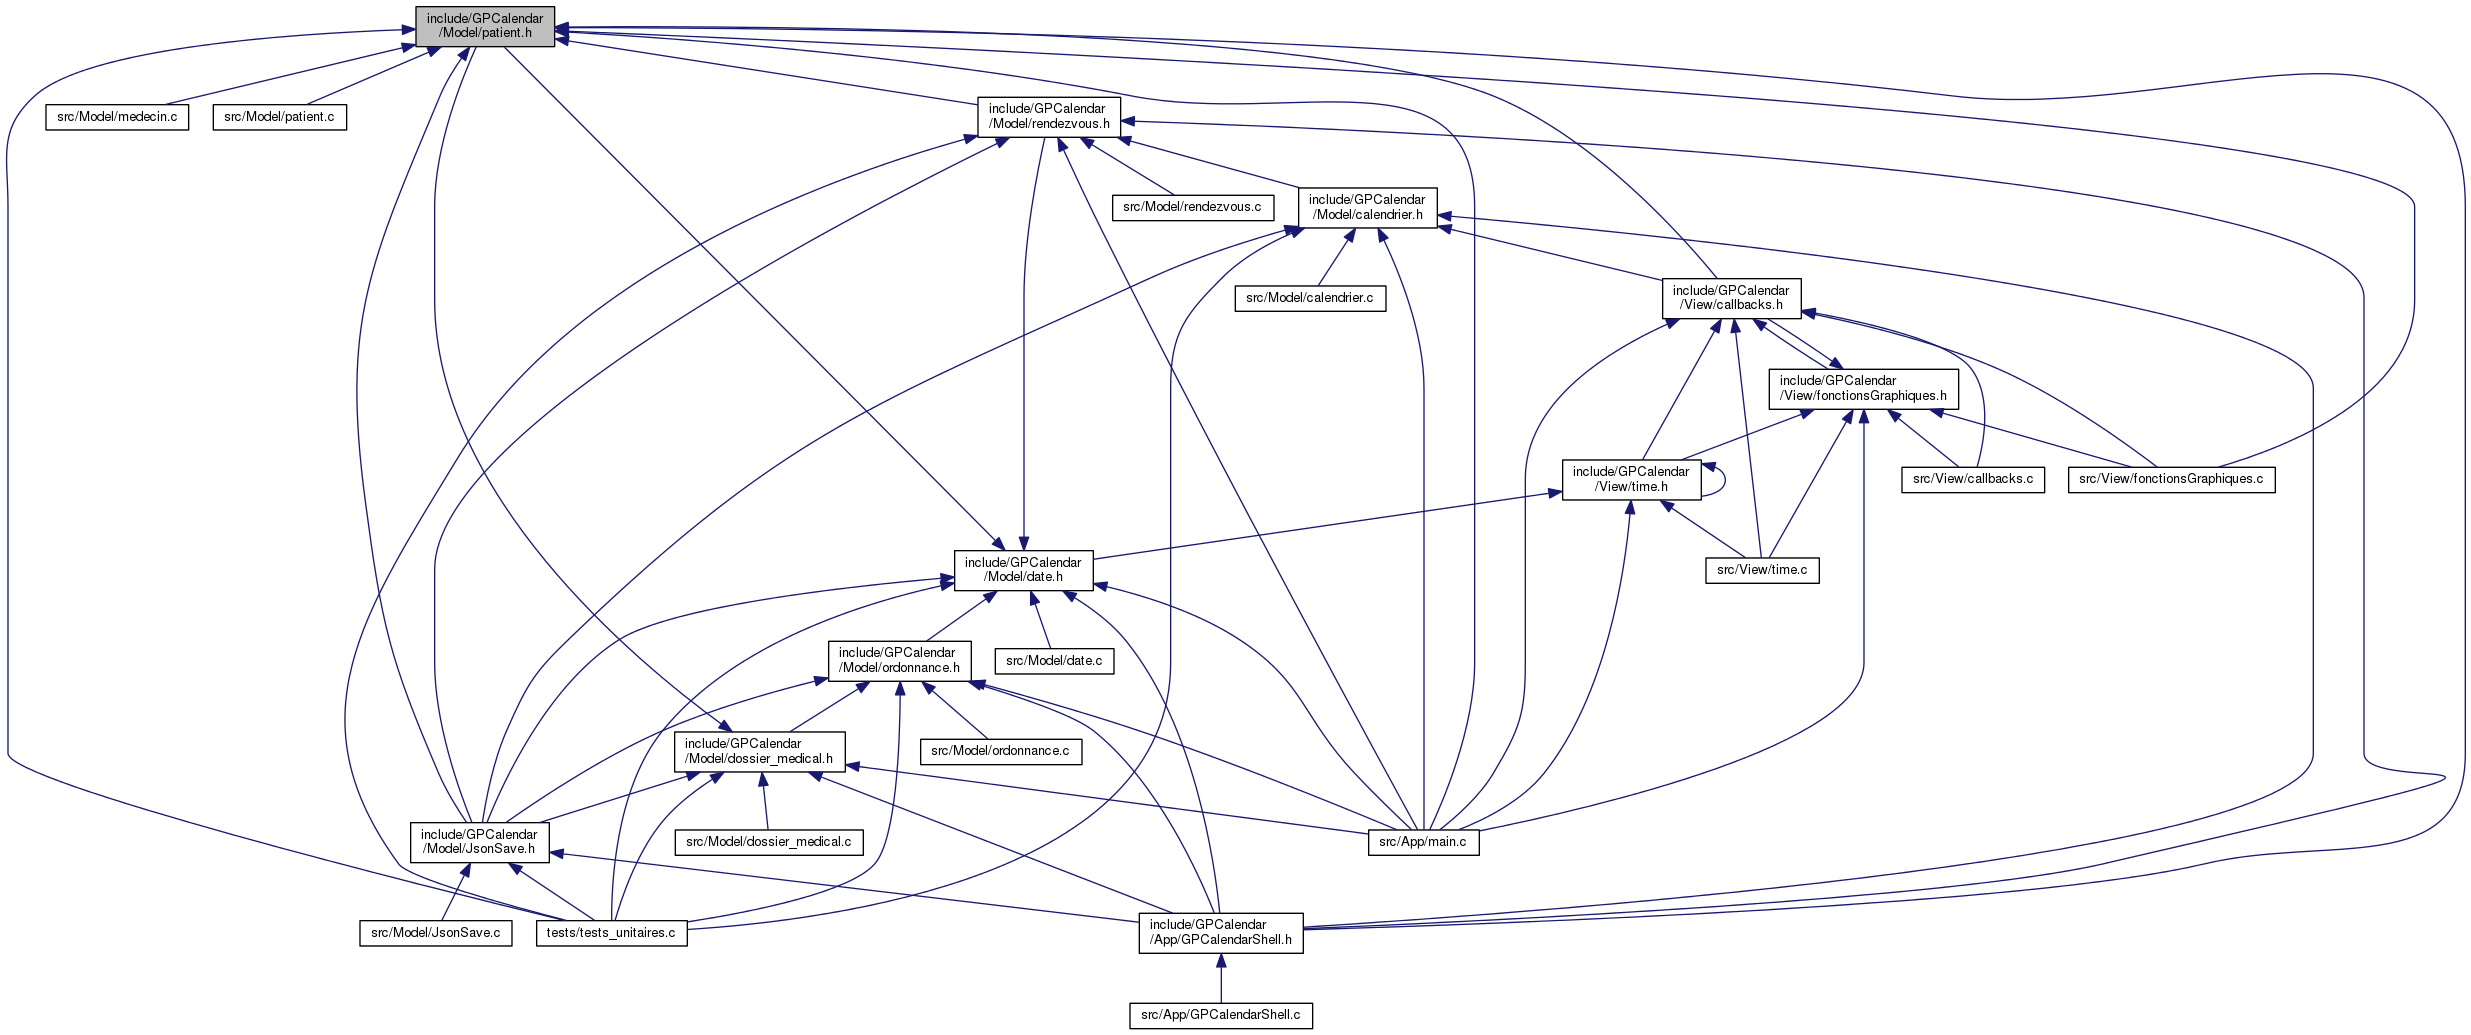 include/GPCalendar
/Model/patient.h
src/Model/medecin.c
src/Model/patient.c
include/GPCalendar
/Model/rendezvous.h
src/Model/rendezvous.c
include/GPCalendar
/Model/calendrier.h
src/Model/calendrier.c
include/GPCalendar
/View/callbacks.h
include/GPCalendar
/View/fonctionsGraphiques.h
include/GPCalendar
/View/time.h
src/View/callbacks.c
src/View/fonctionsGraphiques.c
include/GPCalendar
/Model/date.h
src/View/time.c
include/GPCalendar
/Model/ordonnance.h
src/Model/date.c
include/GPCalendar
/Model/dossier_medical.h
src/Model/ordonnance.c
include/GPCalendar
/Model/JsonSave.h
src/Model/dossier_medical.c
src/App/main.c
src/Model/JsonSave.c
tests/tests_unitaires.c
include/GPCalendar
/App/GPCalendarShell.h
src/App/GPCalendarShell.c